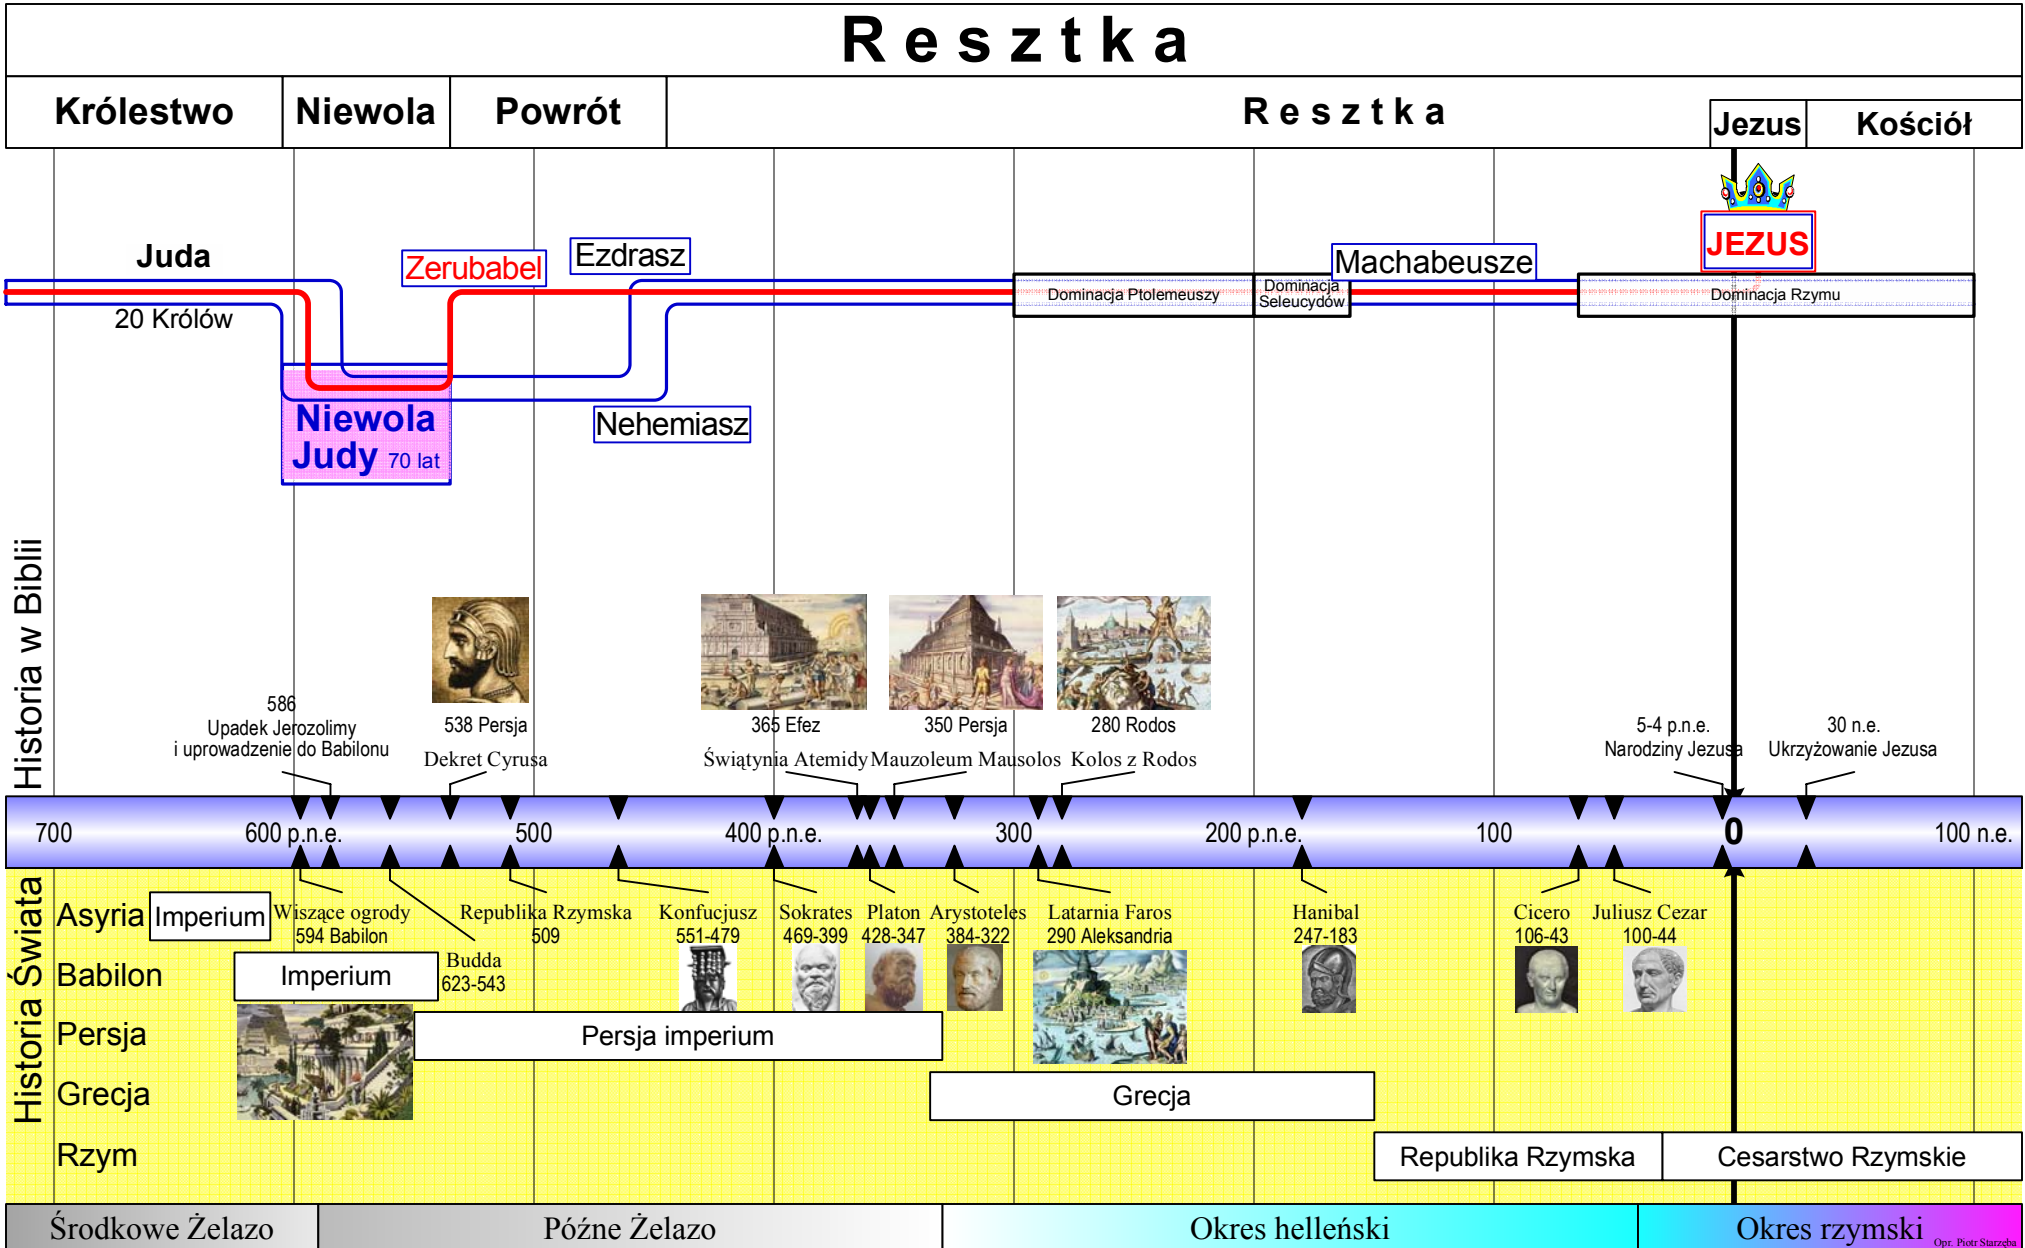 R e s z t k a
Królestwo
Niewola
Powrót
R e s z t k a
Jezus
Kościół
JEZUS
Juda
Zerubabel
Ezdrasz
Machabeusze
20 Królów
Dominacja Ptolemeuszy
Dominacja
Seleucydów
Dominacja Rzymu
Niewola
Judy 70 lat
Nehemiasz
Historia w Biblii
586
Upadek Jerozolimy
i uprowadzenie do Babilonu
538 Persja
Dekret Cyrusa
365 Efez
Świątynia Atemidy
350 Persja
Mauzoleum Mausolos
280 Rodos
Kolos z Rodos
5-4 p.n.e.
Narodziny Jezusa
30 n.e.
Ukrzyżowanie Jezusa
700
600 p.n.e.
500
400 p.n.e.
300
200 p.n.e.
100
0
100 n.e.
Historia Świata
Asyria
Imperium
Wiszące ogrody
594 Babilon
Budda
623-543
Republika Rzymska
509
Konfucjusz
551-479
Sokrates
469-399
Platon
428-347
Arystoteles
384-322
Latarnia Faros
290 Aleksandria
Hanibal
247-183
Cicero
106-43
Juliusz Cezar
100-44
Babilon
Imperium
Persja
Persja imperium
Grecja
Grecja
Rzym
Republika Rzymska
Cesarstwo Rzymskie
Środkowe Żelazo
Późne Żelazo
Okres helleński
Okres rzymski
Opr. Piotr Starzęba